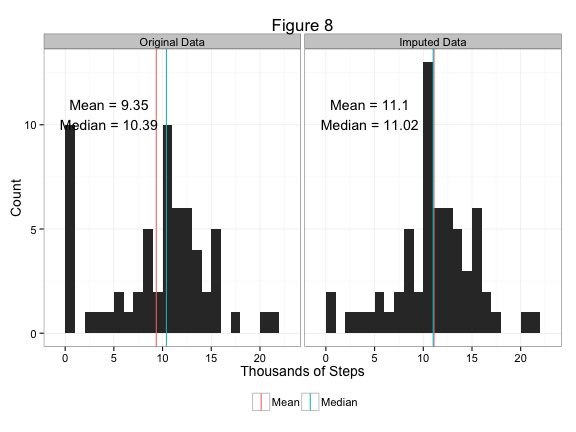 Figure 8
Original Data
Imputed Data
Mean = 9.35
Median = 10.39
Mean = 11.1
Median = 11.02
Count
10
5
0
0 5 10 15 20
0 5 10 15 20
Thousands of Steps
Mean Median